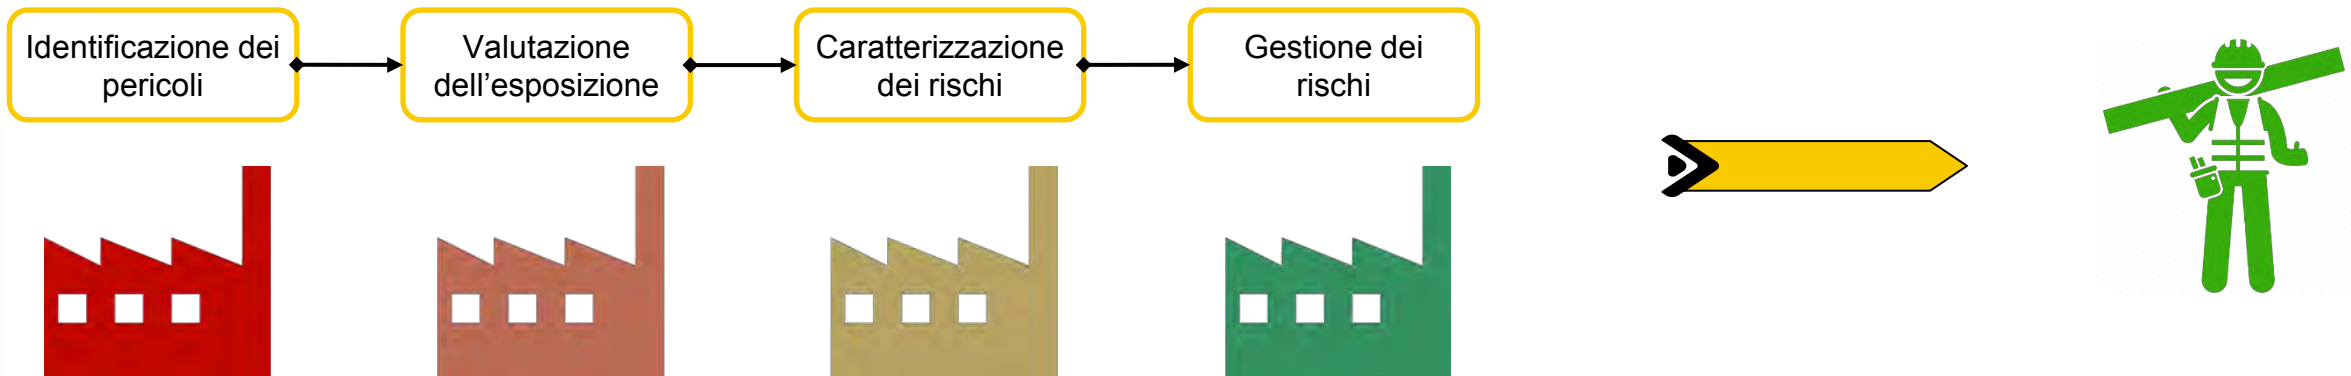 Identificazione dei
pericoli
Valutazione
dell’esposizione
Caratterizzazione
dei rischi
Gestione dei
rischi